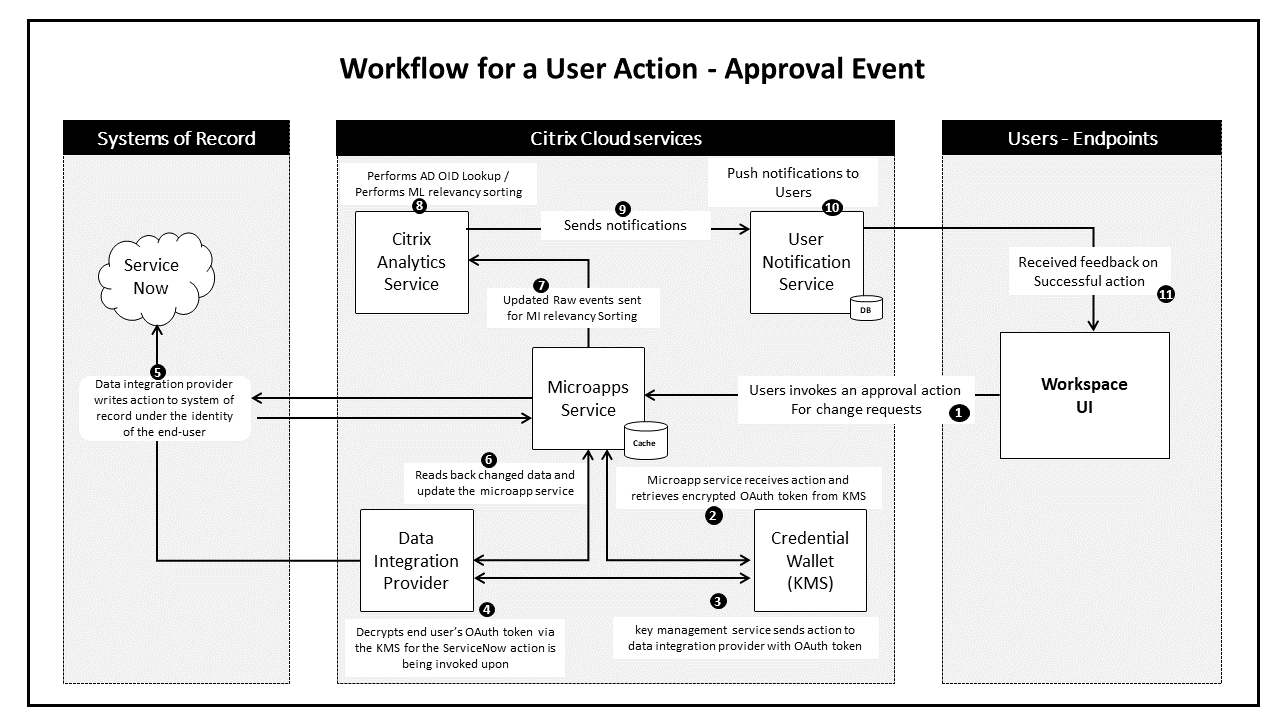 Workflow for a User Action - Approval Event
Systems of Record
Citrix Cloud services
Users - Endpoints
Performs AD OID Lookup /
Performs ML relevancy sorting
8
Citrix
Analytics
Service
9
Sends notifications
Push notifications to
Users
10
User
Notification
Service
DB
Received feedback on
Successful action
11
Service
Now
7
Updated Raw events sent
for MI relevancy Sorting
5
Data integration provider
writes action to system of
record under the identity
of the end-user
Microapps
Service
Cache
Users invokes an approval action
For change requests
1
Workspace
UI
6
Reads back changed data and
update the microapp service
Microapp service receives action and
retrieves encrypted OAuth token from KMS
2
Data
Integration
Provider
Credential
Wallet
(KMS)
4
Decrypts end user's OAuth token via
the KMS for the ServiceNow action is
being invoked upon
3
key management service sends action to
data integration provider with OAuth token